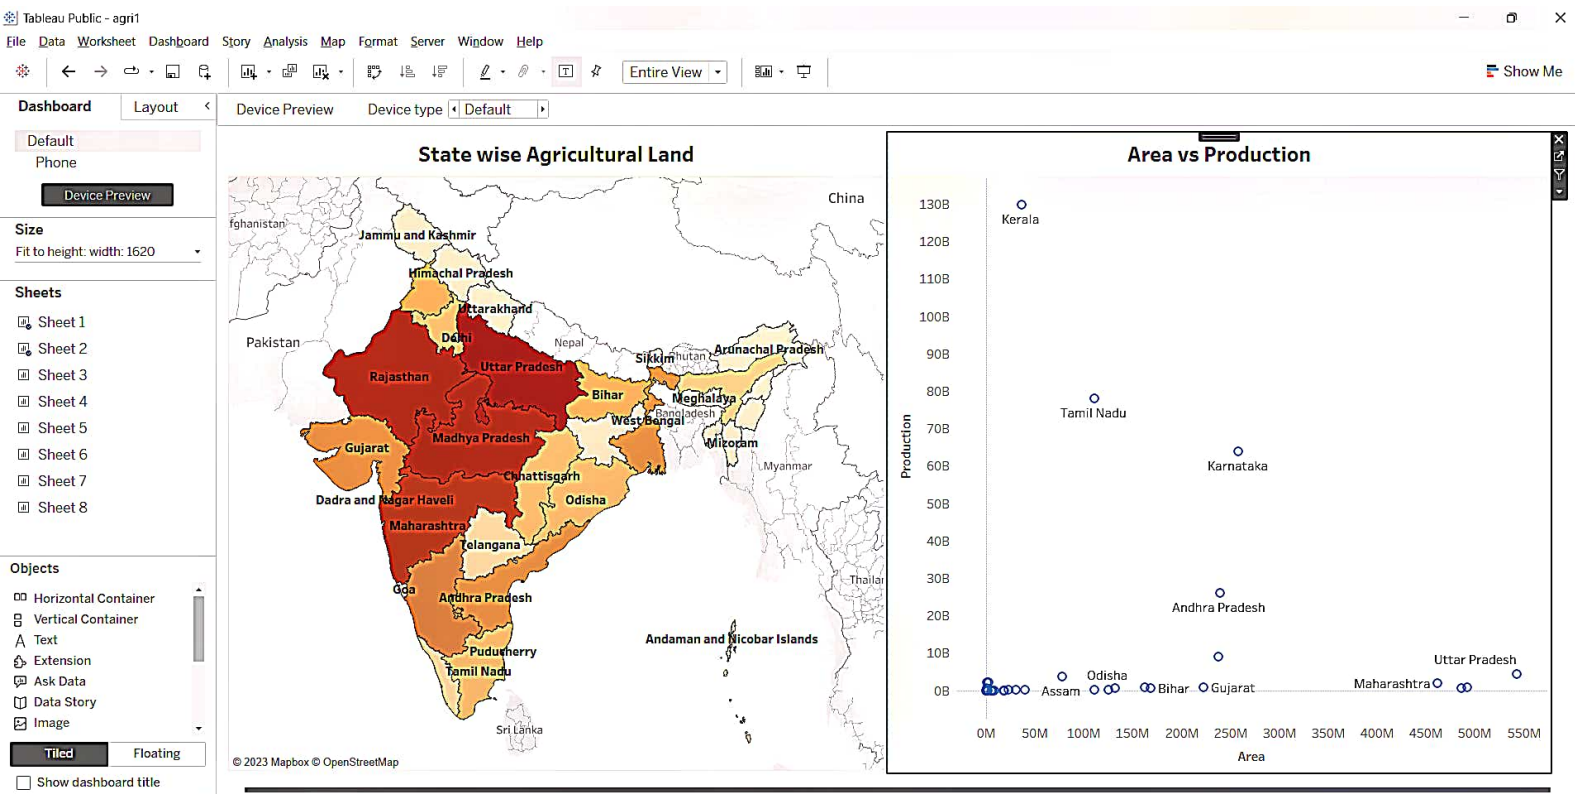 Tableau Public - agri1
File Data Worksheet Dashboard Story Analysis Map Format Server Window Help
Entire View
Show Me
Dashboard Layout
Device Preview Device type Default
Default
Phone
Device Preview
Size
Fit to height: width: 1620
Sheets
Sheet 1
Sheet 2
Sheet 3
Sheet 4
Sheet 5
Sheet 6
Sheet 7
Sheet 8
Objects
Horizontal Container
Vertical Container
A Text
Extension
Ask Data
Data Story
Image
Tiled Floating
Show dashboard title
State wise Agricultural Land
China
fghanistan
Jammu and Kashmir
Himachal Pradesh
Uttarakhand
Pakistan
Delhi
Nepal
Arunachal Pradesh
Sikkim
Bhutan
Uttar Pradesh
Rajasthan
Bihar
Meghalaya
Bangladesh
West Bengal
Madhya Pradesh
Mizoram
Gujarat
Myanmar
Chhattisgarh
Dadra and Nagar Haveli
Odisha
Maharashtra
Telangana
Thailan
Goa
Andhra Pradesh
Andaman and Nicobar Islands
Puducherry
Tamil Nadu
Sri Lanka
© 2023 Mapbox © OpenStreetMap
Area vs Production
Production
130B
120B
110B
100B
90B
80B
70B
60B
50B
40B
30B
20B
10B
0B
Kerala
Tamil Nadu
Karnataka
Andhra Pradesh
Uttar Pradesh
Odisha
Maharashtra
Assam
Bihar
Gujarat
0M 50M 100M 150M 200M 250M 300M 350M 400M 450M 500M 550M
Area